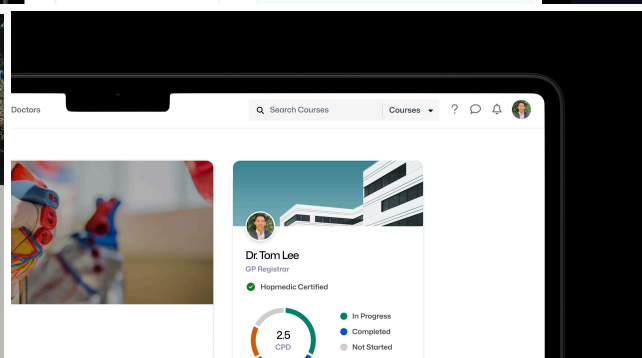 Doctors
Search Courses
Courses
?
Dr. Tom Lee
GP Registrar
Hopmedic Certified
2.5
CPD
In Progress
Completed
Not Started